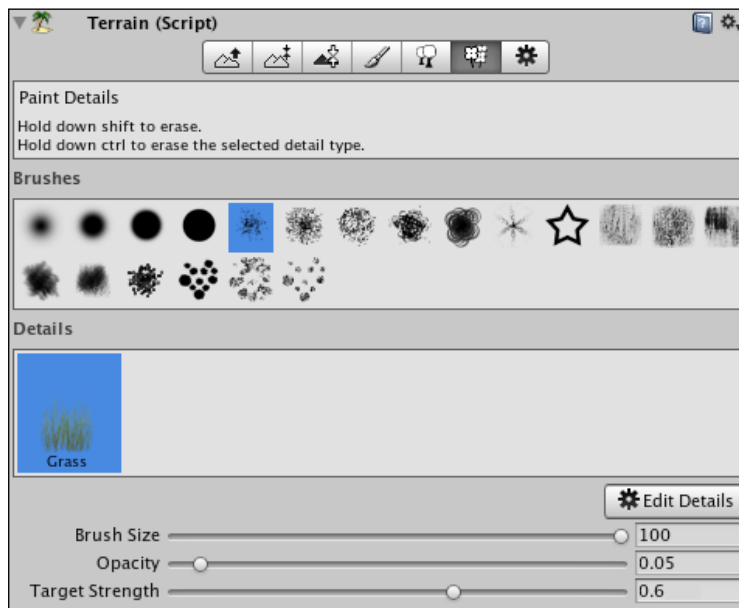 Terrain (Script)
Paint Details
Hold down shift to erase.
Hold down ctrl to erase the selected detail type.
Brushes
Details
Grass
Edit Details
Brush Size 100
Opacity 0.05
Target Strength 0.6